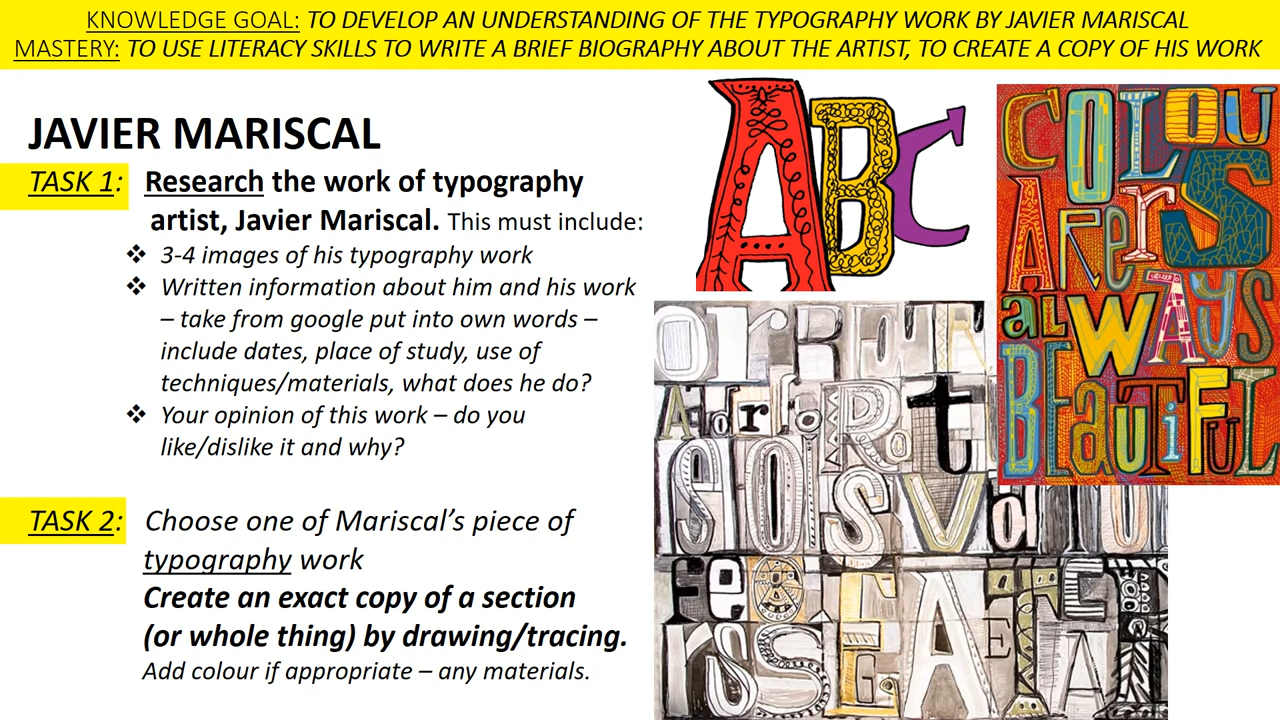 KNOWLEDGE GOAL: TO DEVELOP AN UNDERSTANDING OF THE TYPOGRAPHY WORK BY JAVIER MARISCAL
MASTERY: TO USE LITERACY SKILLS TO WRITE A BRIEF BIOGRAPHY ABOUT THE ARTIST, TO CREATE A COPY OF HIS WORK
JAVIER MARISCAL
TASK 1: Research the work of typography
artist, Javier Mariscal. This must include:
❖ 3-4 images of his typography work
❖ Written information about him and his work
– take from google put into own words –
include dates, place of study, use of
techniques/materials, what does he do?
❖ Your opinion of this work – do you
like/dislike it and why?
TASK 2: Choose one of Mariscal’s piece of
typography work
Create an exact copy of a section
(or whole thing) by drawing/tracing.
Add colour if appropriate – any materials.
ABC
COLOU
ArerS
alWAYS
BEautiFUL